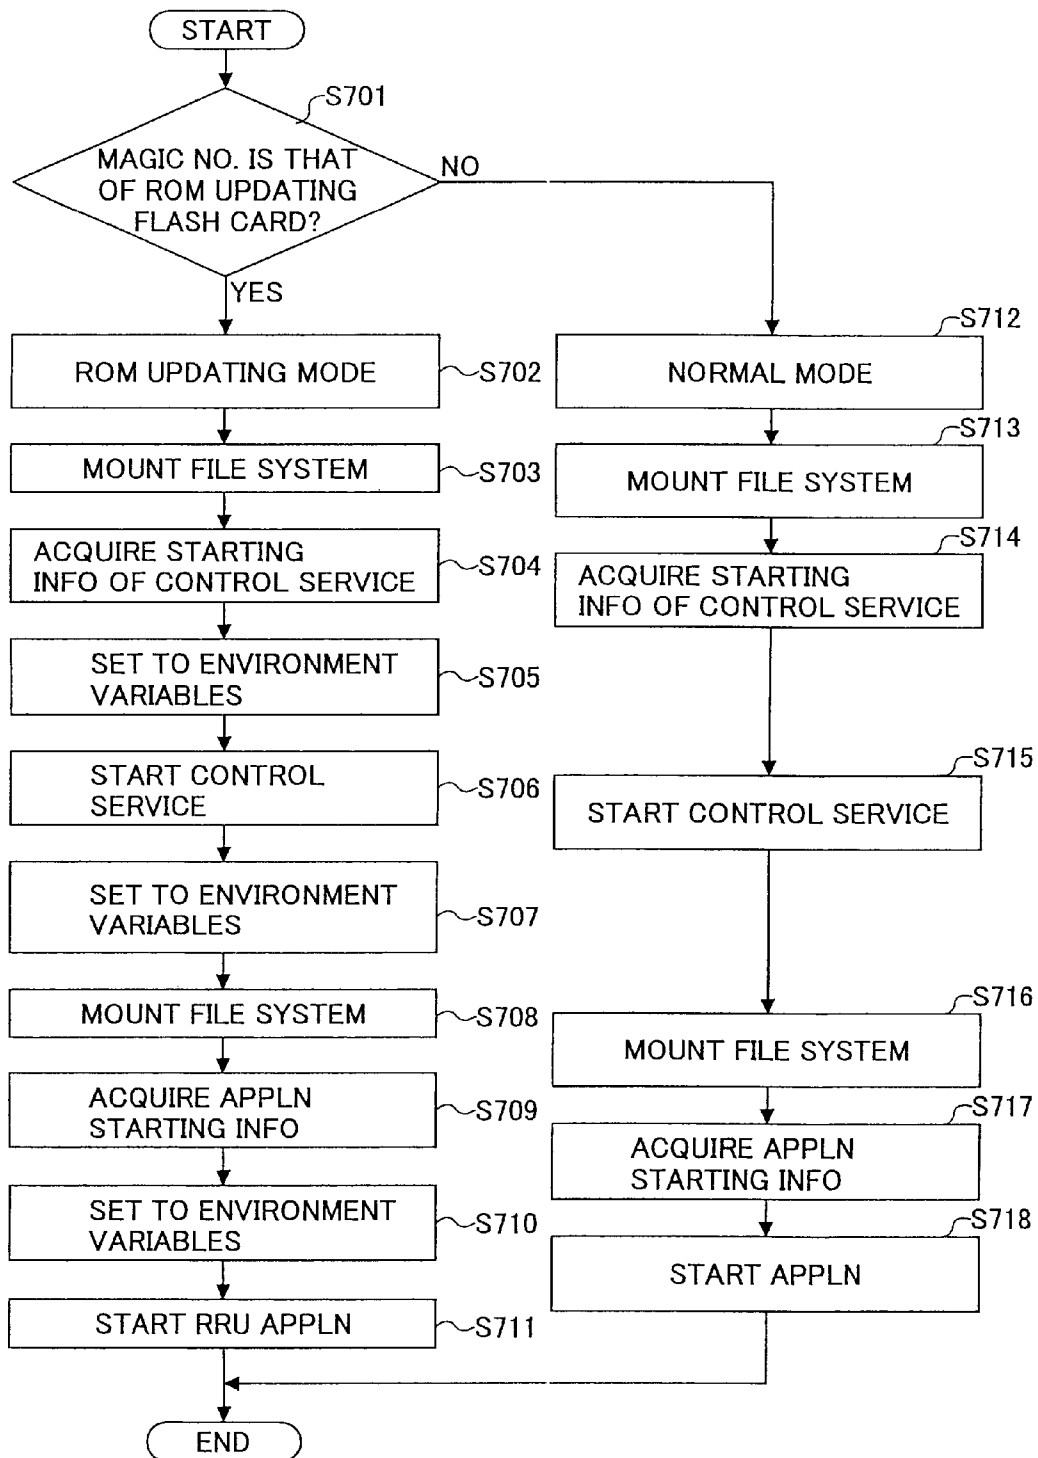 START
S701
MAGIC NO. IS THAT
OF ROM UPDATING
FLASH CARD?
NO
YES
ROM UPDATING MODE
S702
MOUNT FILE SYSTEM
S703
ACQUIRE STARTING
INFO OF CONTROL SERVICE
S704
SET TO ENVIRONMENT
VARIABLES
S705
START CONTROL
SERVICE
S706
SET TO ENVIRONMENT
VARIABLES
S707
MOUNT FILE SYSTEM
S708
ACQUIRE APPLN
STARTING INFO
S709
SET TO ENVIRONMENT
VARIABLES
S710
START RRU APPLN
S711
S712
NORMAL MODE
S713
MOUNT FILE SYSTEM
S714
ACQUIRE STARTING
INFO OF CONTROL SERVICE
S715
START CONTROL SERVICE
S716
MOUNT FILE SYSTEM
S717
ACQUIRE APPLN
STARTING INFO
S718
START APPLN
END